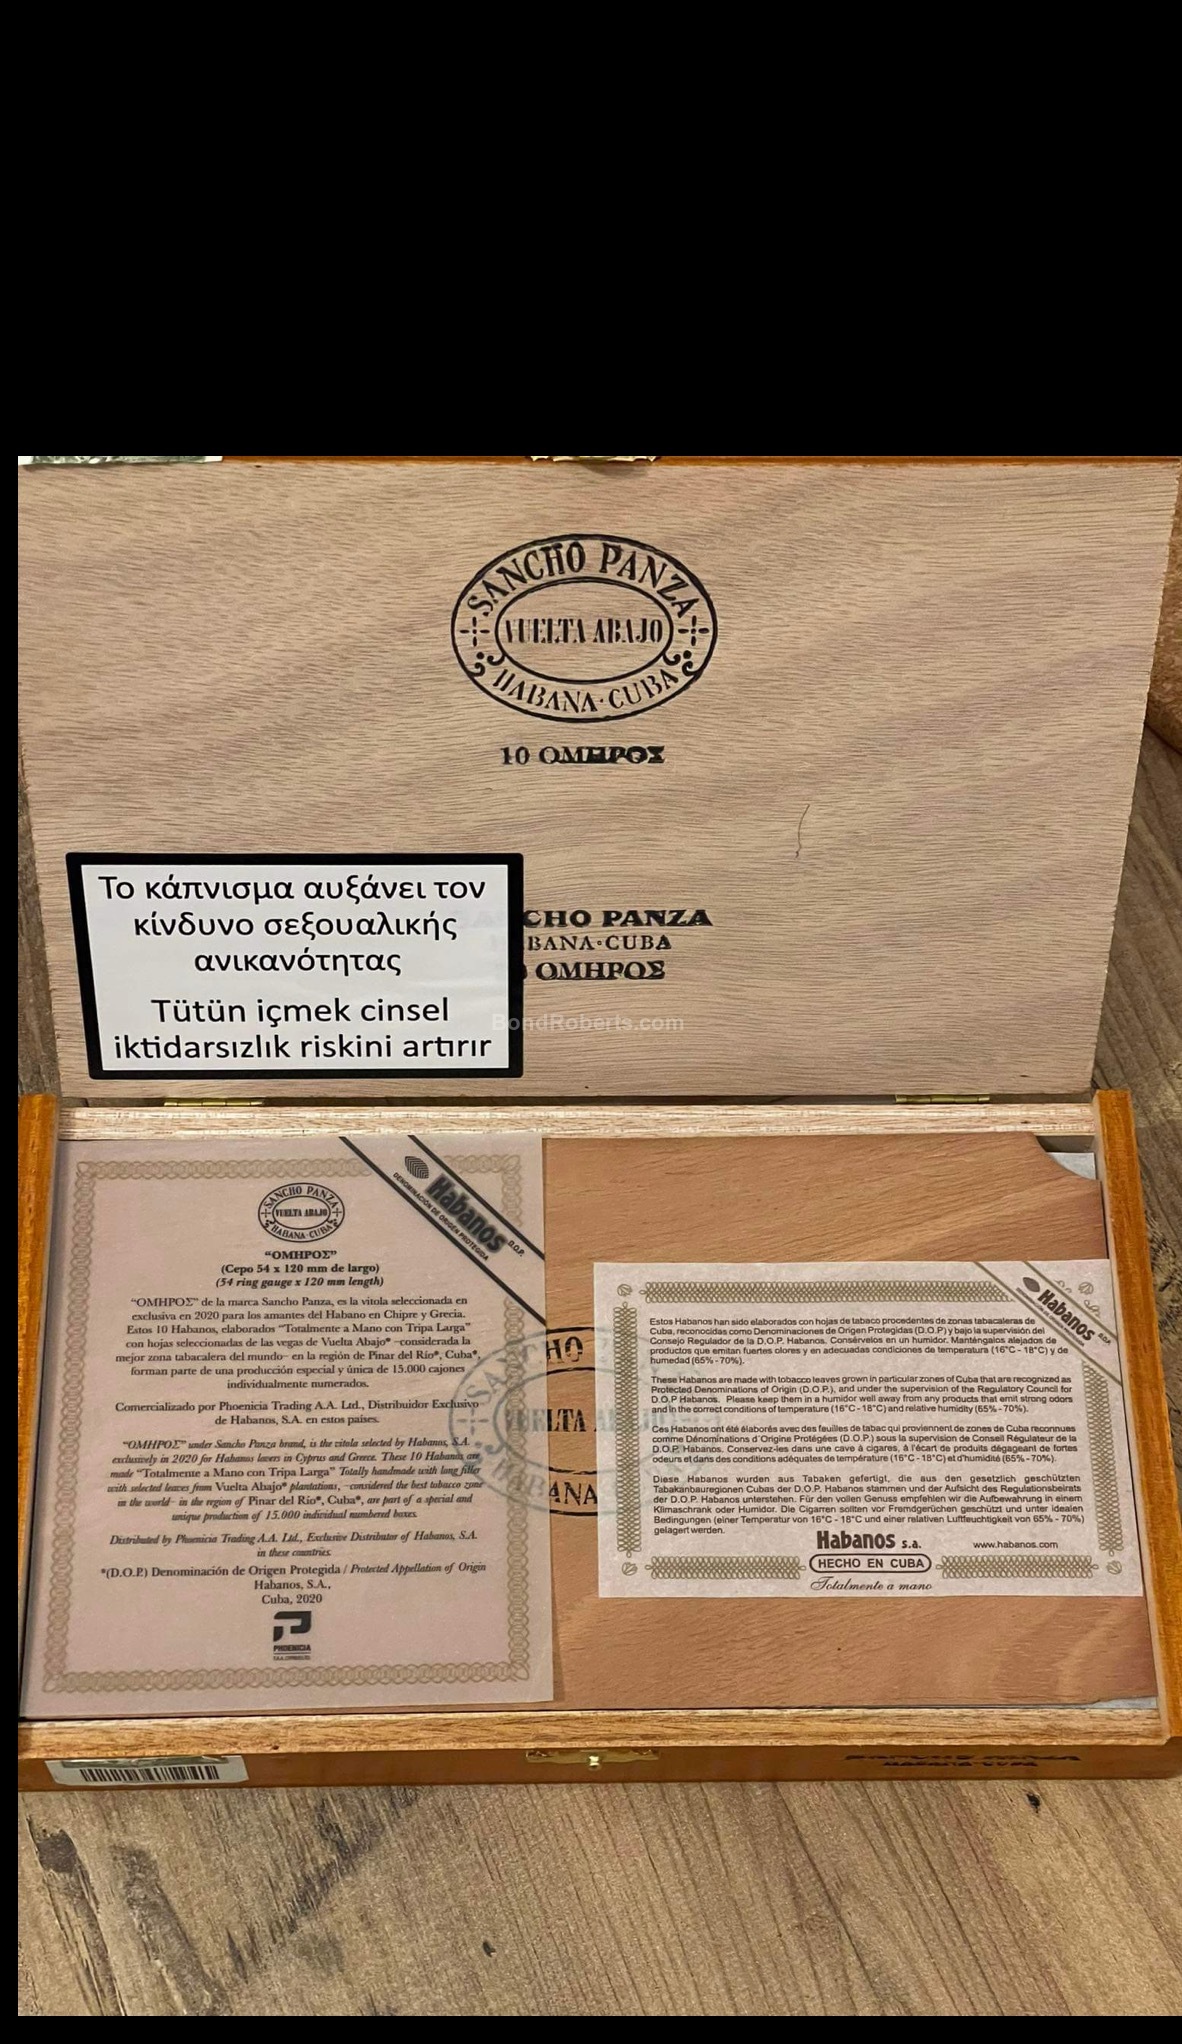 SANCHO PANZA
VUELTA ABAJO
HABANA·CUBA
10 ΟΜΗΡΟΣ
CHO PANZA
BANA·CUBA
ΟΜΗΡΟΣ
Το κάπνισμα αυξάνει τον
κίνδυνο σεξουαλικής
ανικανότητας
Tütün içmek cinsel
iktidarsızlık riskini artırır
BondRoberts.com
Habanos D.O.P.
DENOMINACIÓN DE ORIGEN PROTEGIDA
SANCHO PANZA
VUELTA ABAJO
HABANA·CUBA
“ΟΜΗΡΟΣ”
(Cepo 54 x 120 mm de largo)
(54 ring gauge x 120 mm length)
“ΟΜΗΡΟΣ” de la marca Sancho Panza, es la vitola seleccionada en
exclusiva en 2020 para los amantes del Habano en Chipre y Grecia.
Estos 10 Habanos, elaborados “Totalmente a Mano con Tripa Larga”
con hojas seleccionadas de las vegas de Vuelta Abajo* –considerada la
mejor zona tabacalera del mundo– en la región de Pinar del Río*, Cuba*,
forman parte de una producción especial y única de 15.000 cajones
individualmente numerados.
Comercializado por Phoenicia Trading A.A. Ltd., Distribuidor Exclusivo
de Habanos, S.A. en estos países.
“ΟΜΗΡΟΣ” under Sancho Panza brand, is the vitola selected by Habanos, S.A.
exclusively in 2020 for Habanos lovers in Cyprus and Greece. These 10 Habanos are
made “Totalmente a Mano con Tripa Larga” Totally handmade with long filler
with selected leaves from Vuelta Abajo* plantations, –considered the best tobacco zone
in the world– in the region of Pinar del Río*, Cuba*, are part of a special and
unique production of 15.000 individual numbered boxes.
Distributed by Phoenicia Trading A.A. Ltd., Exclusive Distributor of Habanos, S.A.
in these countries.
*(D.O.P.) Denominación de Origen Protegida / Protected Appellation of Origin
Habanos, S.A.,
Cuba, 2020
PHOENICIA
HO
VUELTA A
ANA
Habanos
Estos Habanos han sido elaborados con hojas de tabaco procedentes de zonas tabacaleras de
Cuba, reconocidas como Denominaciones de Origen Protegidas (D.O.P) y bajo la supervisión del
Consejo Regulador de la D.O.P. Habanos. Consérvelos en un humidor. Manténgalos alejados de
productos que emitan fuertes olores y en adecuadas condiciones de temperatura (16°C - 18°C) y de
humedad (65% - 70%).
These Habanos are made with tobacco leaves grown in particular zones of Cuba that are recognized as
Protected Denominations of Origin (D.O.P.), and under the supervision of the Regulatory Council for
D.O.P Habanos. Please keep them in a humidor well away from any products that emit strong odors
and in the correct conditions of temperature (16°C - 18°C) and relative humidity (65% - 70%).
Ces Habanos ont été élaborés avec des feuilles de tabac qui proviennent de zones de Cuba reconnues
comme Dénominations d´Origine Protégées (D.O.P.) sous la supervision de Conseil Régulateur de la
D.O.P. Habanos. Conservez-les dans une cave à cigares, à l'écart de produits dégageant de fortes
odeurs et dans des conditions adéquates de température (16°C - 18°C) et d'humidité (65% - 70%).
Diese Habanos wurden aus Tabaken gefertigt, die aus den gesetzlich geschützten
Tabakanbauregionen Cubas der D.O.P. Habanos stammen und der Aufsicht des Regulationsbeirats
der D.O.P. Habanos unterstehen. Für den vollen Genuss empfehlen wir die Aufbewahrung in einem
Klimaschrank oder Humidor. Die Cigarren sollten vor Fremdgerüchen geschützt und unter idealen
Bedingungen (einer Temperatur von 16°C - 18°C und einer relativen Luftfeuchtigkeit von 65% - 70%)
gelagert werden.
Habanos s.a.
www.habanos.com
HECHO EN CUBA
Totalmente a mano
SANCHO PANZA
HABANA-CUBA